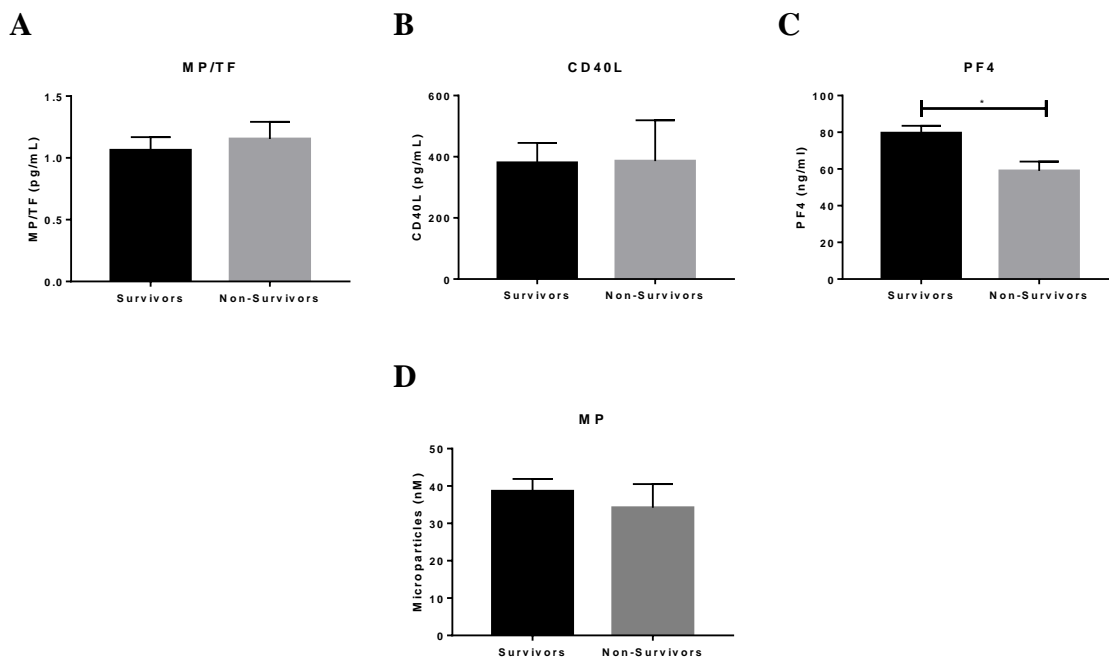 A
MP/TF
1.5
1.0
0.5
0.0
MP/TF (pg/mL)
Survivors Non-Survivors
B
CD40L
600
400
200
0
CD40L (pg/mL)
Survivors Non-Survivors
C
PF4
100
80
60
40
20
0
PF4 (ng/ml)
*
Survivors Non-Survivors
D
MP
50
40
30
20
10
0
Microparticles (nM)
Survivors Non-Survivors